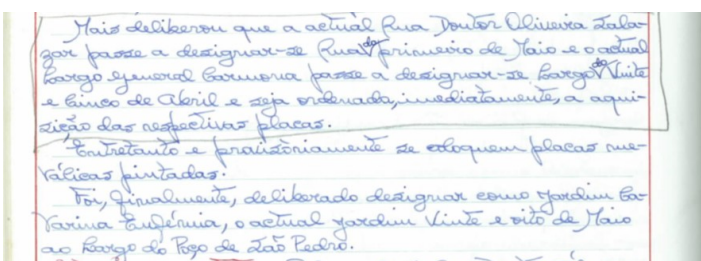 Mais deliberou que a actual Rua Doutor Oliveira Sala-
zar passe a designar-se Rua do primeiro de Maio e o actual
Largo General Carmona passe a designar-se Largo do Vinte
e Cinco de Abril e seja ordenada, imediatamente, a aqui-
sição das respectivas placas.
Entretanto e provisòriamente se coloquem placas me-
tálicas pintadas.
Foi, finalmente, deliberado designar como Jardim Ca-
tarina Eufémia, o actual Jardim Vinte e oito de Maio
ao Largo do Poço de São Pedro.